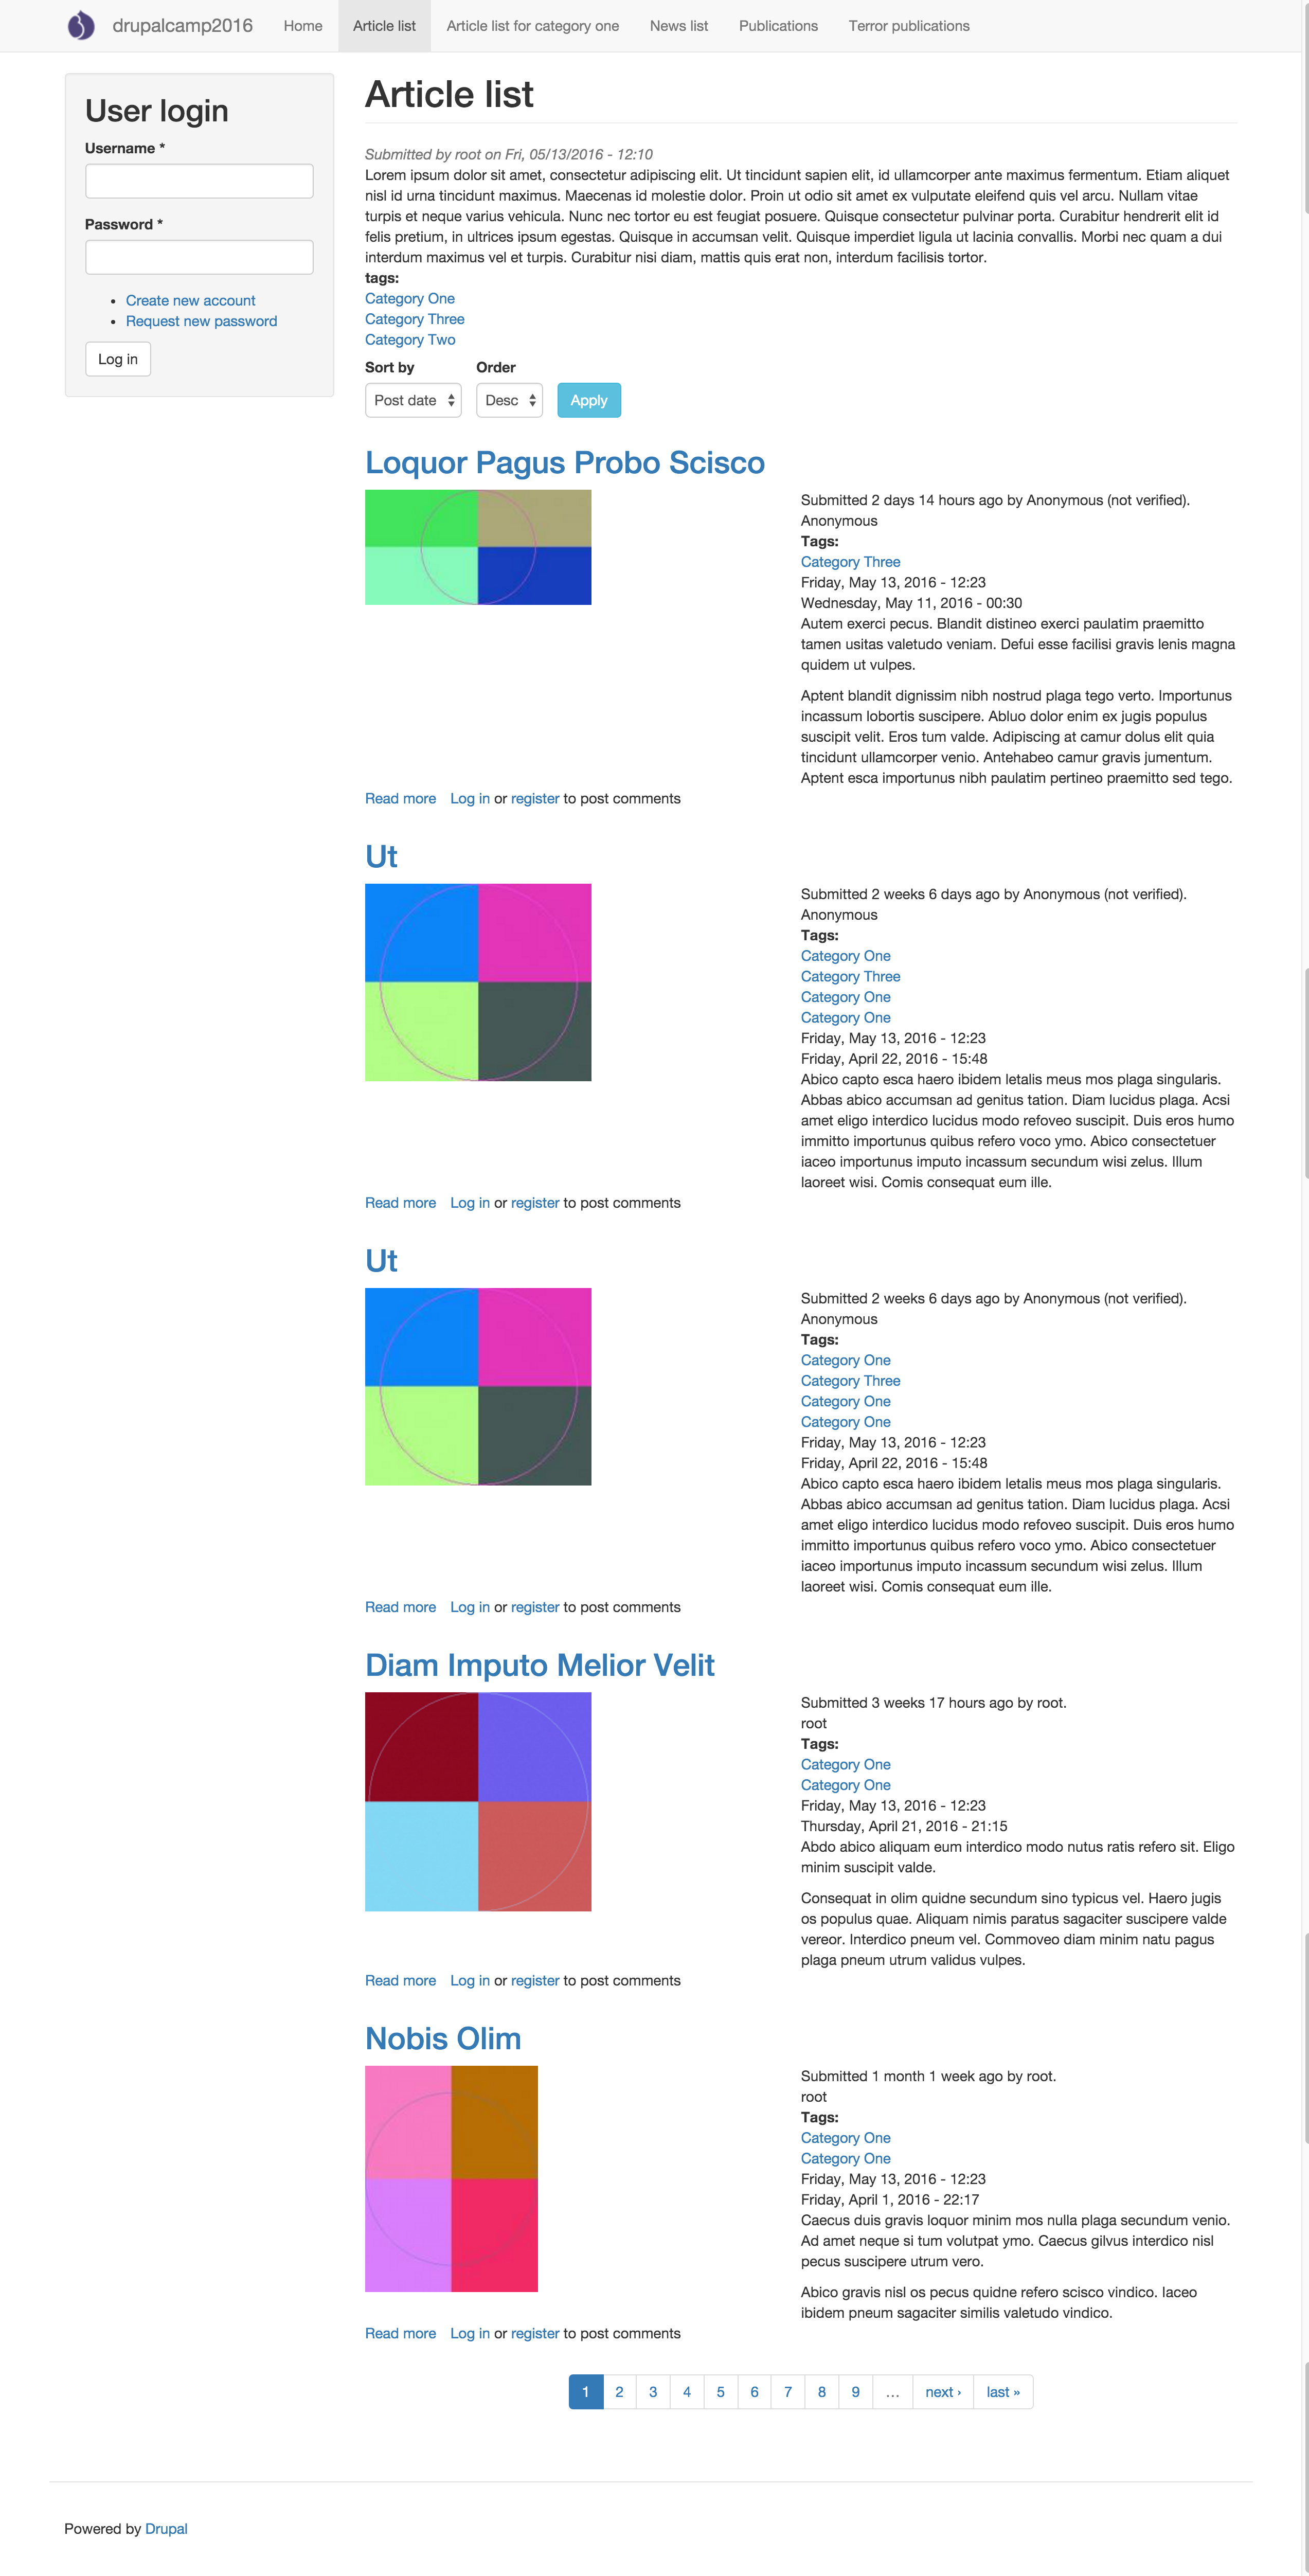 drupalcamp2016 Home Article list Article list for category one News list Publications Terror publications
User login
Username *
Password *
• Create new account
• Request new password
Log in
Article list
Submitted by root on Fri, 05/13/2016 - 12:10
Lorem ipsum dolor sit amet, consectetur adipiscing elit. Ut tincidunt sapien elit, id ullamcorper ante maximus fermentum. Etiam aliquet
nisl id urna tincidunt maximus. Maecenas id molestie dolor. Proin ut odio sit amet ex vulputate eleifend quis vel arcu. Nullam vitae
turpis et neque varius vehicula. Nunc nec tortor eu est feugiat posuere. Quisque consectetur pulvinar porta. Curabitur hendrerit elit id
felis pretium, in ultrices ipsum egestas. Quisque in accumsan velit. Quisque imperdiet ligula ut lacinia convallis. Morbi nec quam a dui
interdum maximus vel et turpis. Curabitur nisi diam, mattis quis erat non, interdum facilisis tortor.
tags:
Category One
Category Three
Category Two
Sort by Order
Post date Desc Apply
Loquor Pagus Probo Scisco
Submitted 2 days 14 hours ago by Anonymous (not verified).
Anonymous
Tags:
Category Three
Friday, May 13, 2016 - 12:23
Wednesday, May 11, 2016 - 00:30
Autem exerci pecus. Blandit distineo exerci paulatim praemitto
tamen usitas valetudo veniam. Defui esse facilisi gravis lenis magna
quidem ut vulpes.
Aptent blandit dignissim nibh nostrud plaga tego verto. Importunus
incassum lobortis suscipere. Abluo dolor enim ex jugis populus
suscipit velit. Eros tum valde. Adipiscing at camur dolus elit quia
tincidunt ullamcorper venio. Antehabeo camur gravis jumentum.
Aptent esca importunus nibh paulatim pertineo praemitto sed tego.
Read more Log in or register to post comments
Ut
Submitted 2 weeks 6 days ago by Anonymous (not verified).
Anonymous
Tags:
Category One
Category Three
Category One
Category One
Friday, May 13, 2016 - 12:23
Friday, April 22, 2016 - 15:48
Abico capto esca haero ibidem letalis meus mos plaga singularis.
Abbas abico accumsan ad genitus tation. Diam lucidus plaga. Acsi
amet eligo interdico lucidus modo refoveo suscipit. Duis eros humo
immitto importunus quibus refero voco ymo. Abico consectetuer
iaceo importunus imputo incassum secundum wisi zelus. Illum
laoreet wisi. Comis consequat eum ille.
Read more Log in or register to post comments
Ut
Submitted 2 weeks 6 days ago by Anonymous (not verified).
Anonymous
Tags:
Category One
Category Three
Category One
Category One
Friday, May 13, 2016 - 12:23
Friday, April 22, 2016 - 15:48
Abico capto esca haero ibidem letalis meus mos plaga singularis.
Abbas abico accumsan ad genitus tation. Diam lucidus plaga. Acsi
amet eligo interdico lucidus modo refoveo suscipit. Duis eros humo
immitto importunus quibus refero voco ymo. Abico consectetuer
iaceo importunus imputo incassum secundum wisi zelus. Illum
laoreet wisi. Comis consequat eum ille.
Read more Log in or register to post comments
Diam Imputo Melior Velit
Submitted 3 weeks 17 hours ago by root.
root
Tags:
Category One
Category One
Friday, May 13, 2016 - 12:23
Thursday, April 21, 2016 - 21:15
Abdo abico aliquam eum interdico modo nutus ratis refero sit. Eligo
minim suscipit valde.
Consequat in olim quidne secundum sino typicus vel. Haero jugis
os populus quae. Aliquam nimis paratus sagaciter suscipere valde
vereor. Interdico pneum vel. Commoveo diam minim natu pagus
plaga pneum utrum validus vulpes.
Read more Log in or register to post comments
Nobis Olim
Submitted 1 month 1 week ago by root.
root
Tags:
Category One
Category One
Friday, May 13, 2016 - 12:23
Friday, April 1, 2016 - 22:17
Caecus duis gravis loquor minim mos nulla plaga secundum venio.
Ad amet neque si tum volutpat ymo. Caecus gilvus interdico nisl
pecus suscipere utrum vero.
Abico gravis nisl os pecus quidne refero scisco vindico. Iaceo
ibidem pneum sagaciter similis valetudo vindico.
Read more Log in or register to post comments
1 2 3 4 5 6 7 8 9 … next › last »
Powered by Drupal